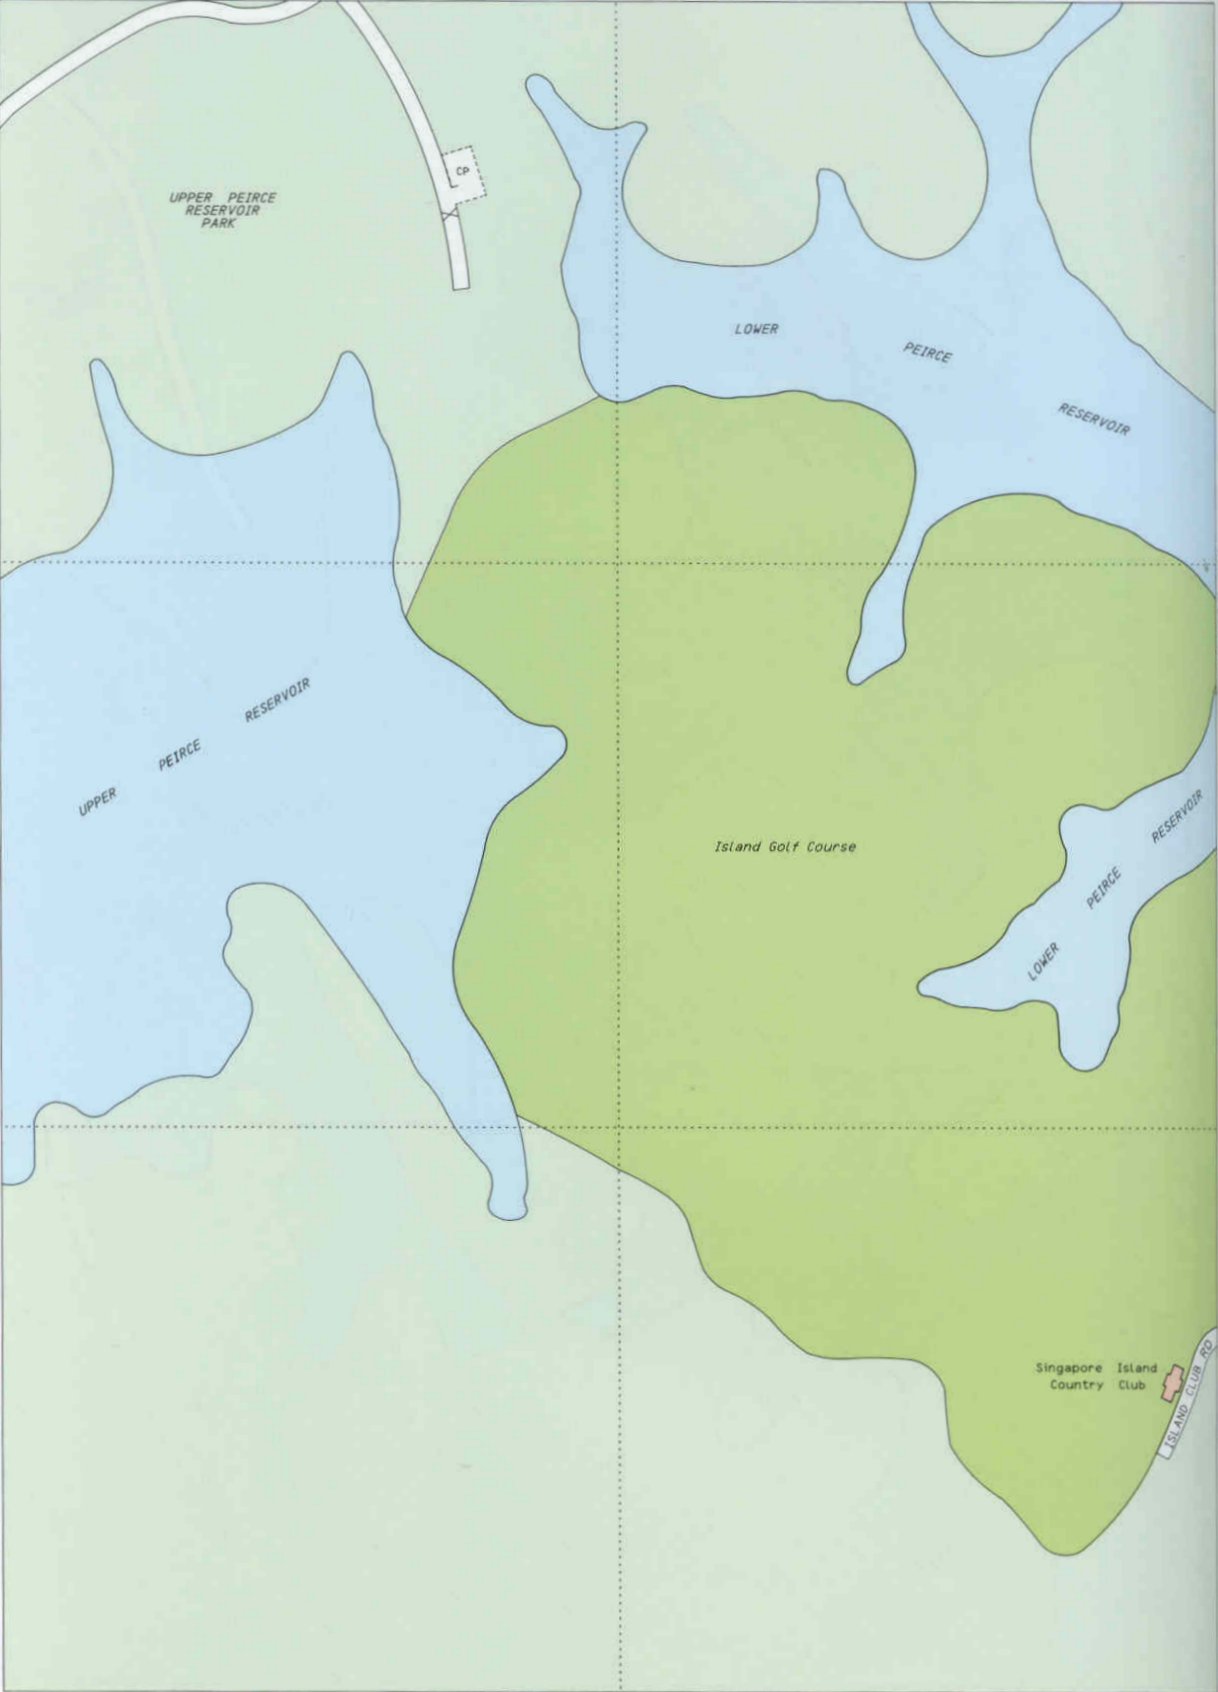 CP
UPPER PEIRCE
RESERVOIR
PARK
LOWER PEIRCE RESERVOIR
UPPER PEIRCE RESERVOIR
Island Golf Course
LOWER PEIRCE RESERVOIR
Singapore Island
Country Club
ISLAND CLUB RD